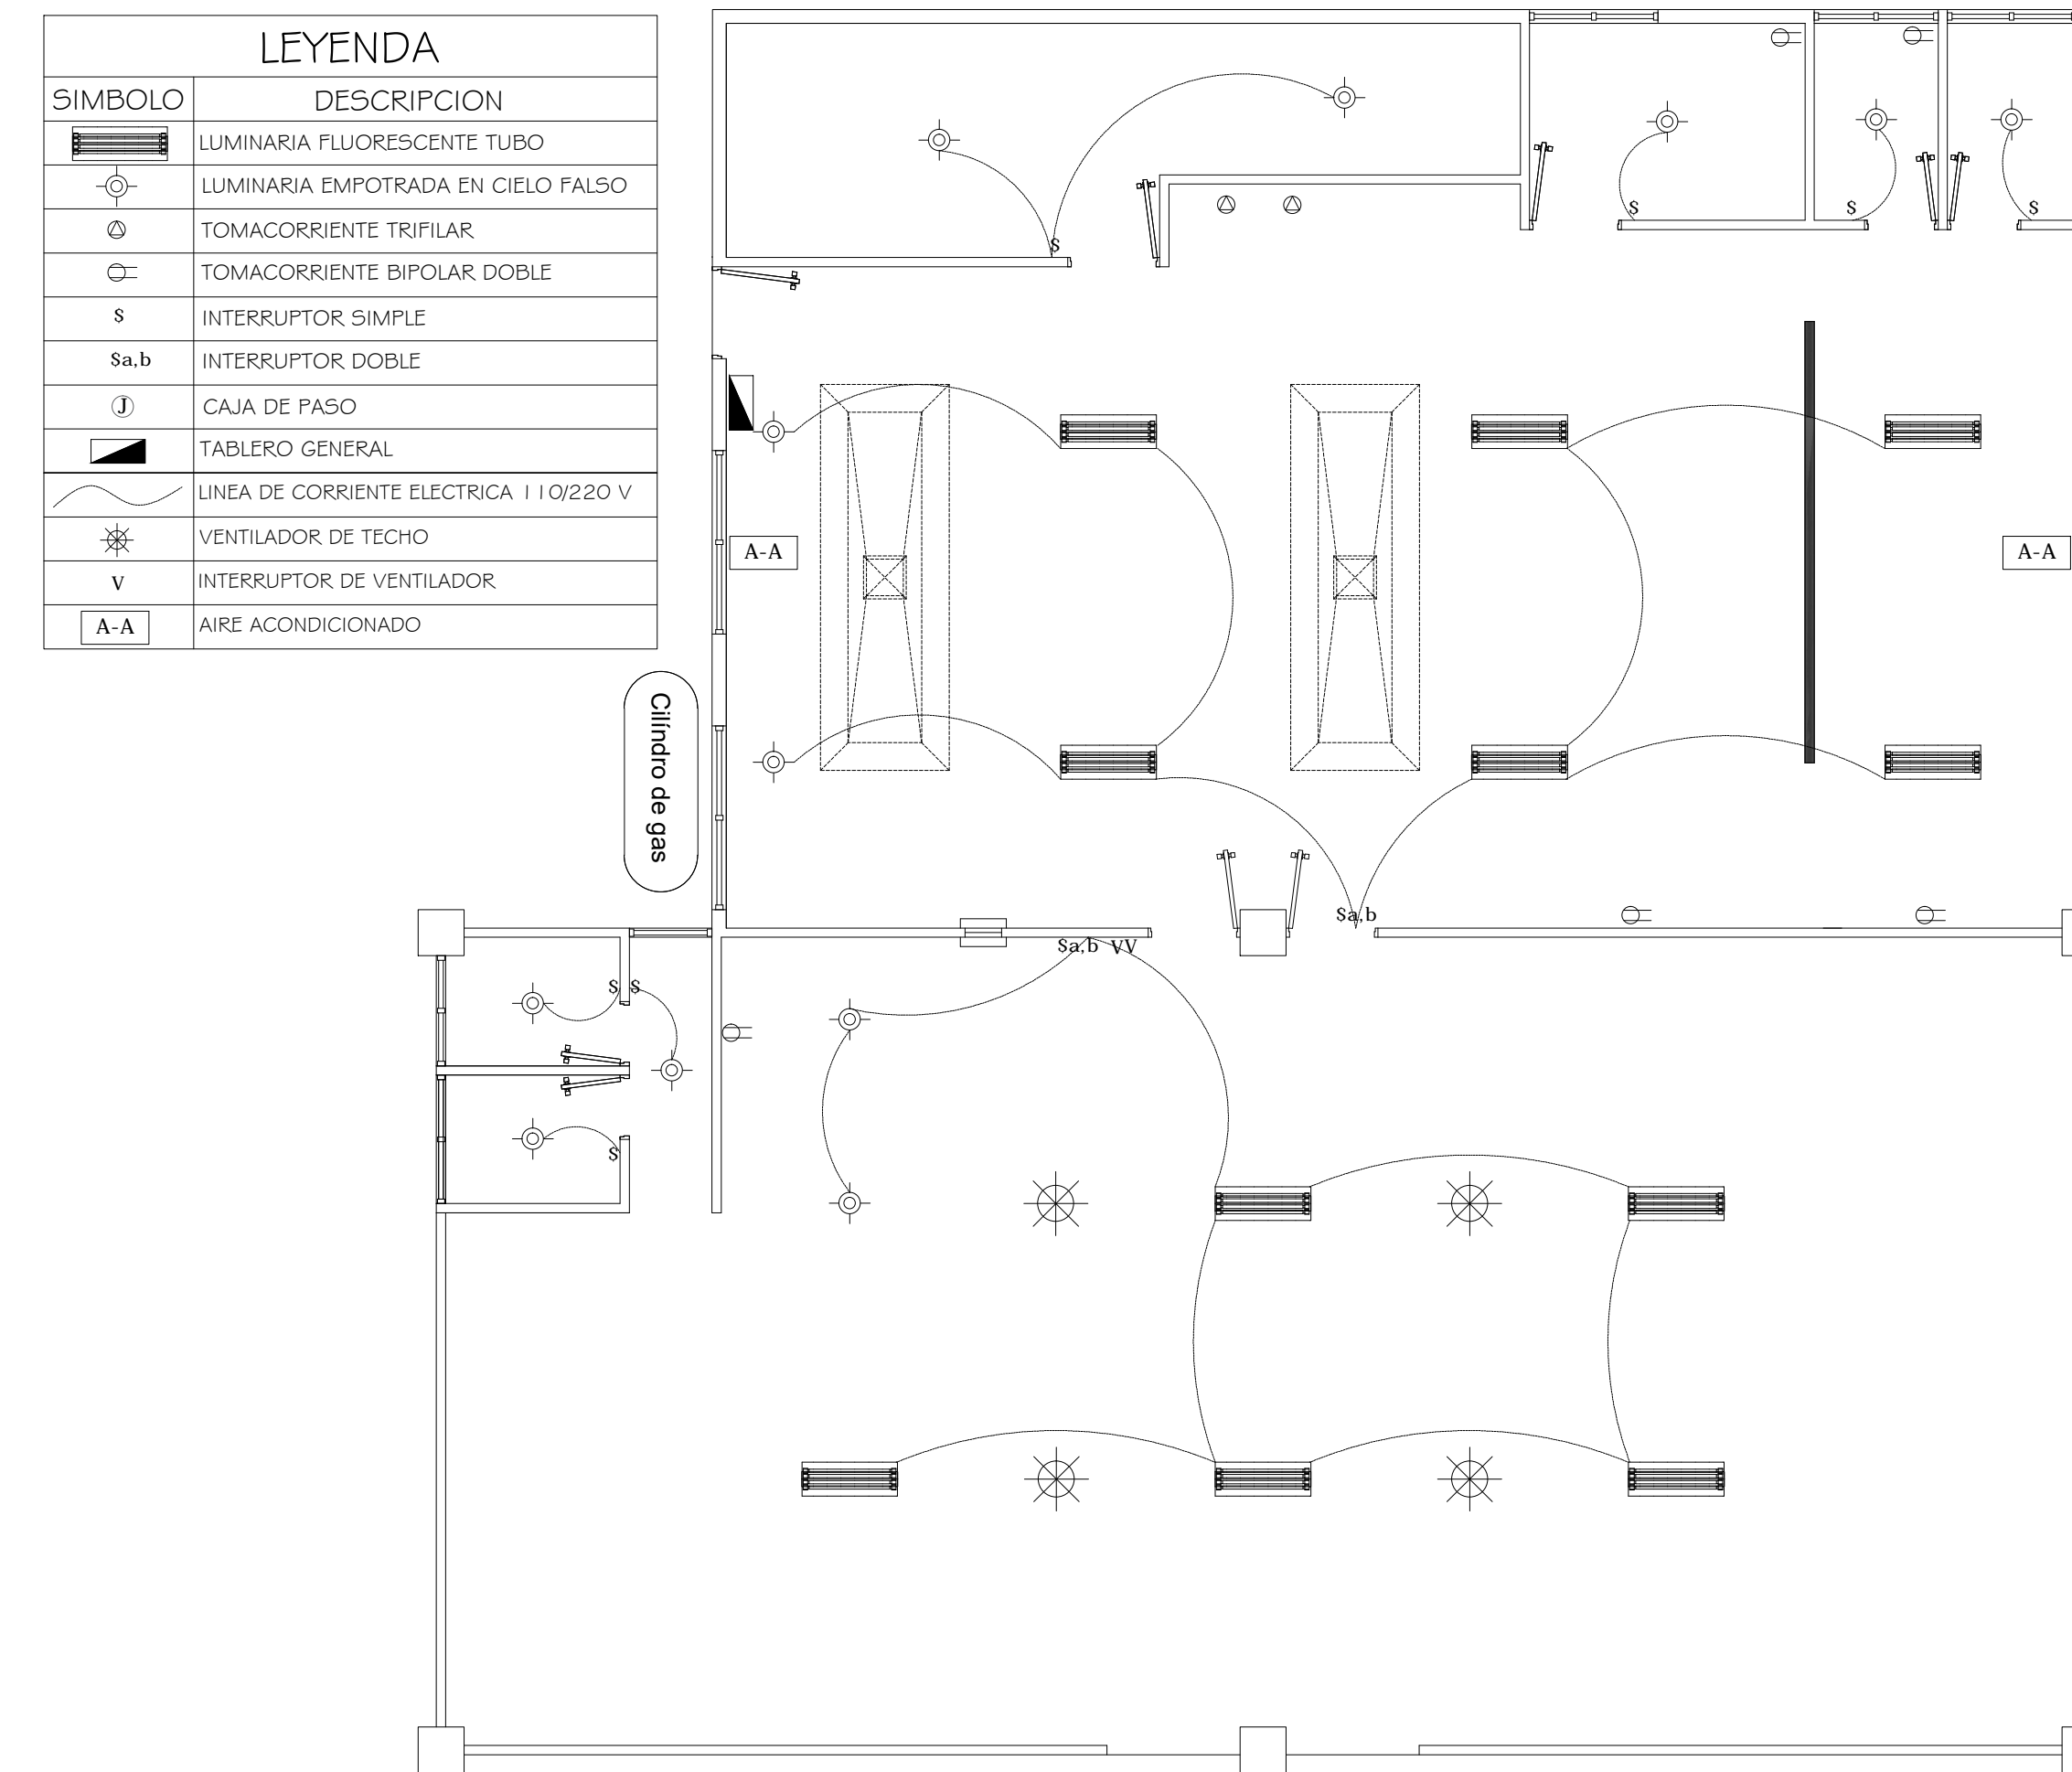 LEYENDA
SIMBOLO DESCRIPCION
LUMINARIA FLUORESCENTE TUBO
LUMINARIA EMPOTRADA EN CIELO FALSO
TOMACORRIENTE TRIFILAR
TOMACORRIENTE BIPOLAR DOBLE
S INTERRUPTOR SIMPLE
Sa,b INTERRUPTOR DOBLE
J CAJA DE PASO
TABLERO GENERAL
LINEA DE CORRIENTE ELECTRICA 110/220 V
VENTILADOR DE TECHO
V INTERRUPTOR DE VENTILADOR
A-A AIRE ACONDICIONADO
S S S
S
A-A A-A
Cilíndro de gas
Sa,b
Sa,b VV
S S
S